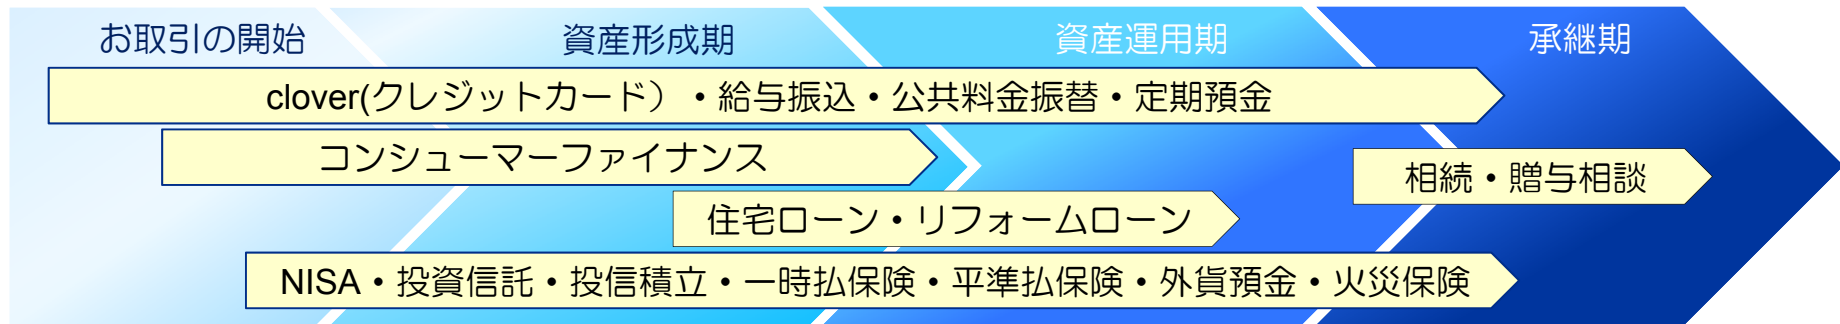 お取引の開始 資産形成期 資産運用期 承継期
clover(クレジットカード）・給与振込・公共料金振替・定期預金
コンシューマーファイナンス
相続・贈与相談
住宅ローン・リフォームローン
NISA・投資信託・投信積立・一時払保険・平準払保険・外貨預金・火災保険